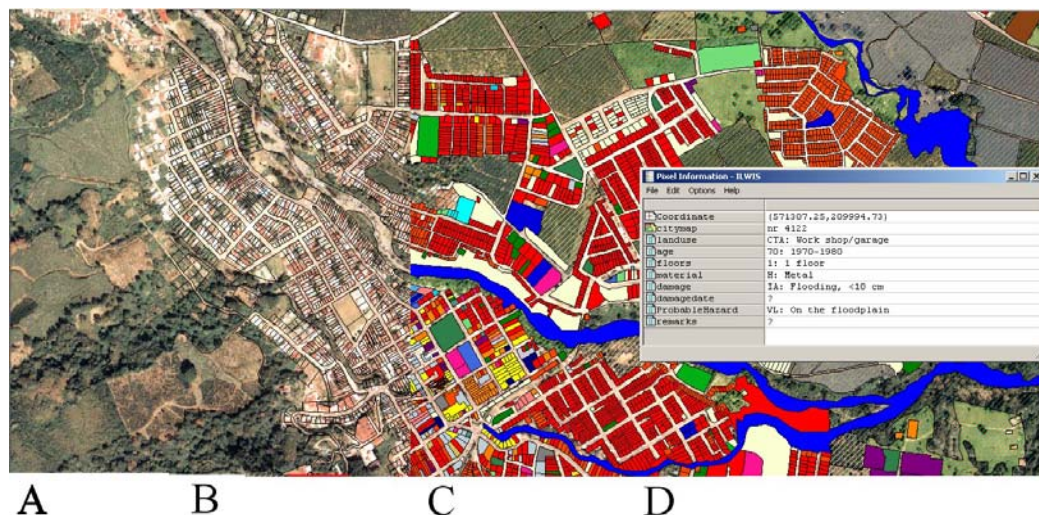 Pixel Information - ILWIS
File Edit Options Help
Coordinate (571307.25,209994.73)
citymap nr 4122
landuse CTA: Work shop/garage
age 70: 1970-1980
floors 1: 1 floor
material H: Metal
damage IA: Flooding, <10 cm
damagedate ?
ProbableHazard VL: On the floodplain
remarks ?
A B C D